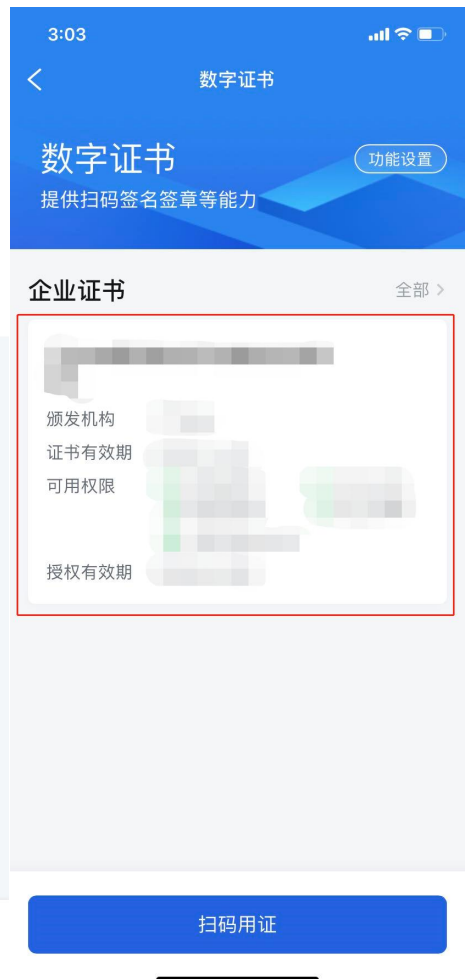 3:03
数字证书
数字证书
功能设置
提供扫码签名签章等能力
企业证书
全部
颁发机构
证书有效期
可用权限
授权有效期
扫码用证